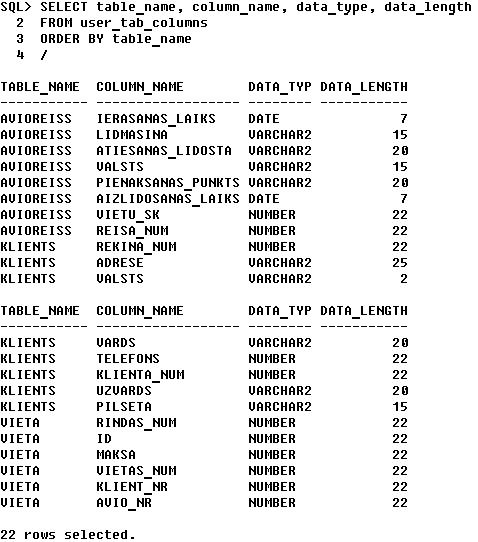 SQL> SELECT table_name, column_name, data_type, data_length
  2  FROM user_tab_columns
  3  ORDER BY table_name
  4  /

TABLE_NAME  COLUMN_NAME        DATA_TYP DATA_LENGTH
----------- ------------------ -------- -----------
AVIOREISS   IERASANAS_LAIKS    DATE               7
AVIOREISS   LIDMASINA          VARCHAR2          15
AVIOREISS   ATIESANAS_LIDOSTA  VARCHAR2          20
AVIOREISS   VALSTS             VARCHAR2          15
AVIOREISS   PIENAKSANAS_PUNKTS VARCHAR2          20
AVIOREISS   AIZLIDOSANAS_LAIKS DATE               7
AVIOREISS   VIETU_SK           NUMBER            22
AVIOREISS   REISA_NUM          NUMBER            22
KLIENTS     REKINA_NUM         NUMBER            22
KLIENTS     ADRESE             VARCHAR2          25
KLIENTS     VALSTS             VARCHAR2           2

TABLE_NAME  COLUMN_NAME        DATA_TYP DATA_LENGTH
----------- ------------------ -------- -----------
KLIENTS     VARDS              VARCHAR2          20
KLIENTS     TELEFONS           NUMBER            22
KLIENTS     KLIENTA_NUM        NUMBER            22
KLIENTS     UZVARDS            VARCHAR2          20
KLIENTS     PILSETA            VARCHAR2          15
VIETA       RINDAS_NUM         NUMBER            22
VIETA       ID                 NUMBER            22
VIETA       MAKSA              NUMBER            22
VIETA       VIETAS_NUM         NUMBER            22
VIETA       KLIENT_NR          NUMBER            22
VIETA       AVIO_NR            NUMBER            22

22 rows selected.